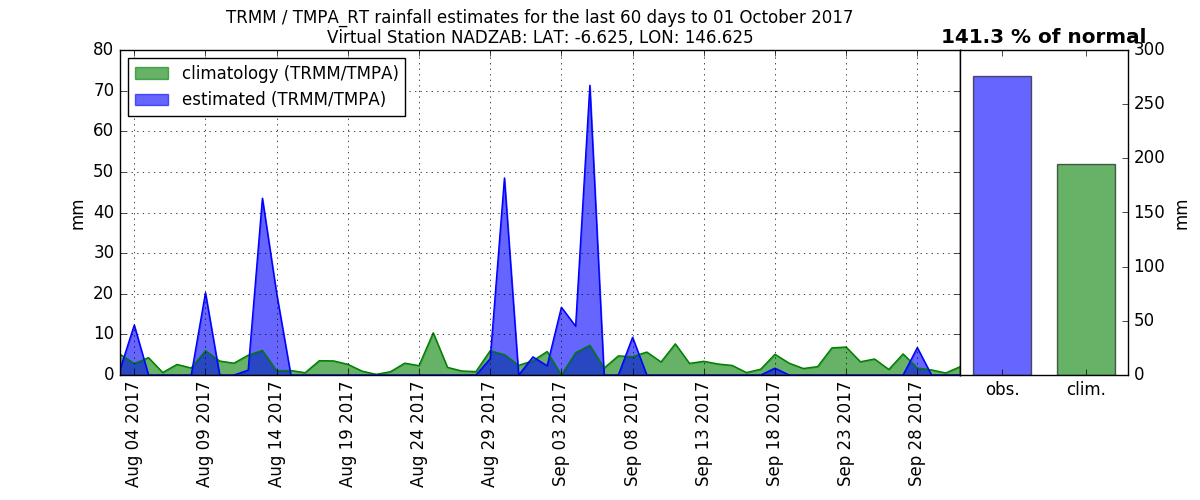 TRMM / TMPA_RT rainfall estimates for the last 60 days to 01 October 2017
Virtual Station NADZAB: LAT: -6.625, LON: 146.625
141.3 % of normal
climatology (TRMM/TMPA)
estimated (TRMM/TMPA)
80
70
60
50
40
30
20
10
0
mm
Aug 04 2017
Aug 09 2017
Aug 14 2017
Aug 19 2017
Aug 24 2017
Aug 29 2017
Sep 03 2017
Sep 08 2017
Sep 13 2017
Sep 18 2017
Sep 23 2017
Sep 28 2017
300
250
200
150
100
50
0
mm
obs.
clim.